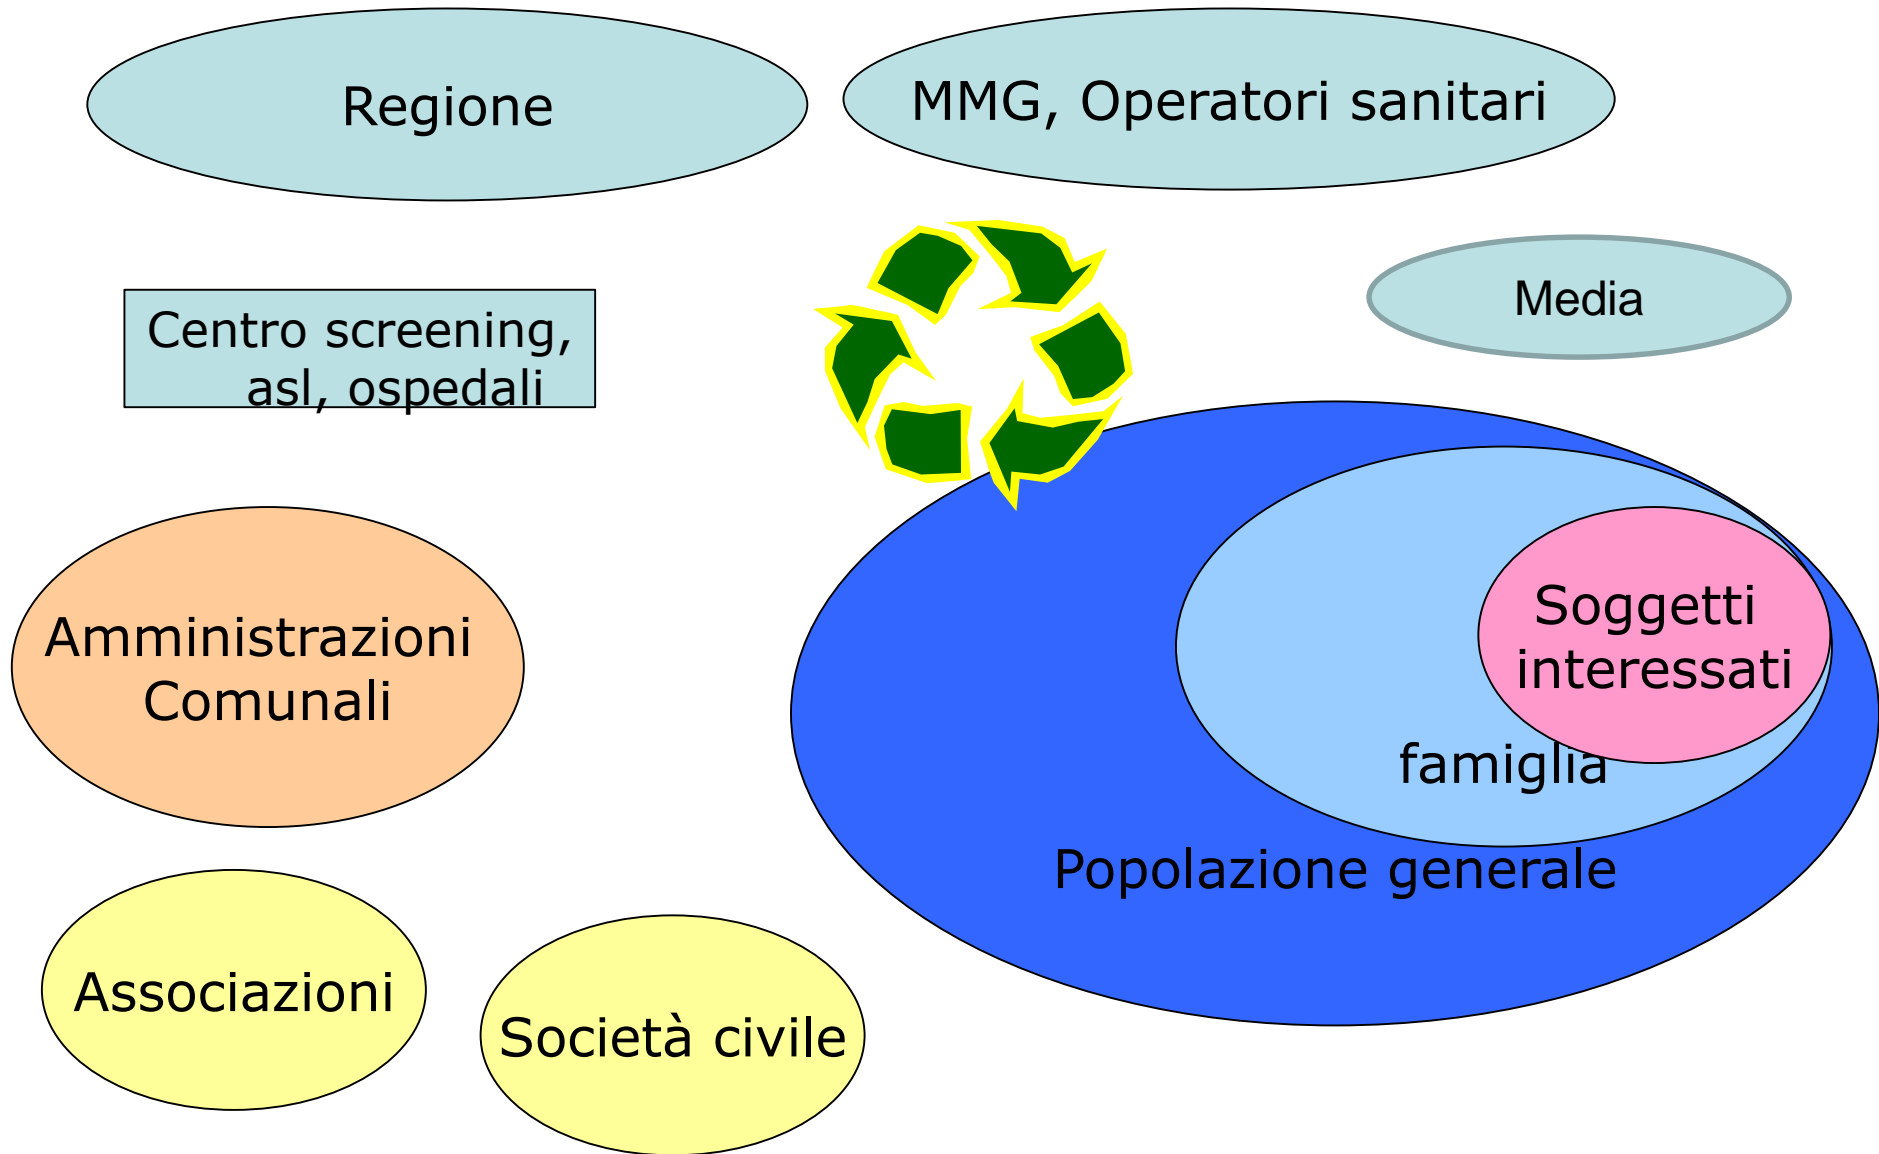 Regione
MMG, Operatori sanitari
Media
Centro screening,
asl, ospedali
Amministrazioni
Comunali
Soggetti
interessati
famiglia
Popolazione generale
Associazioni
Società civile